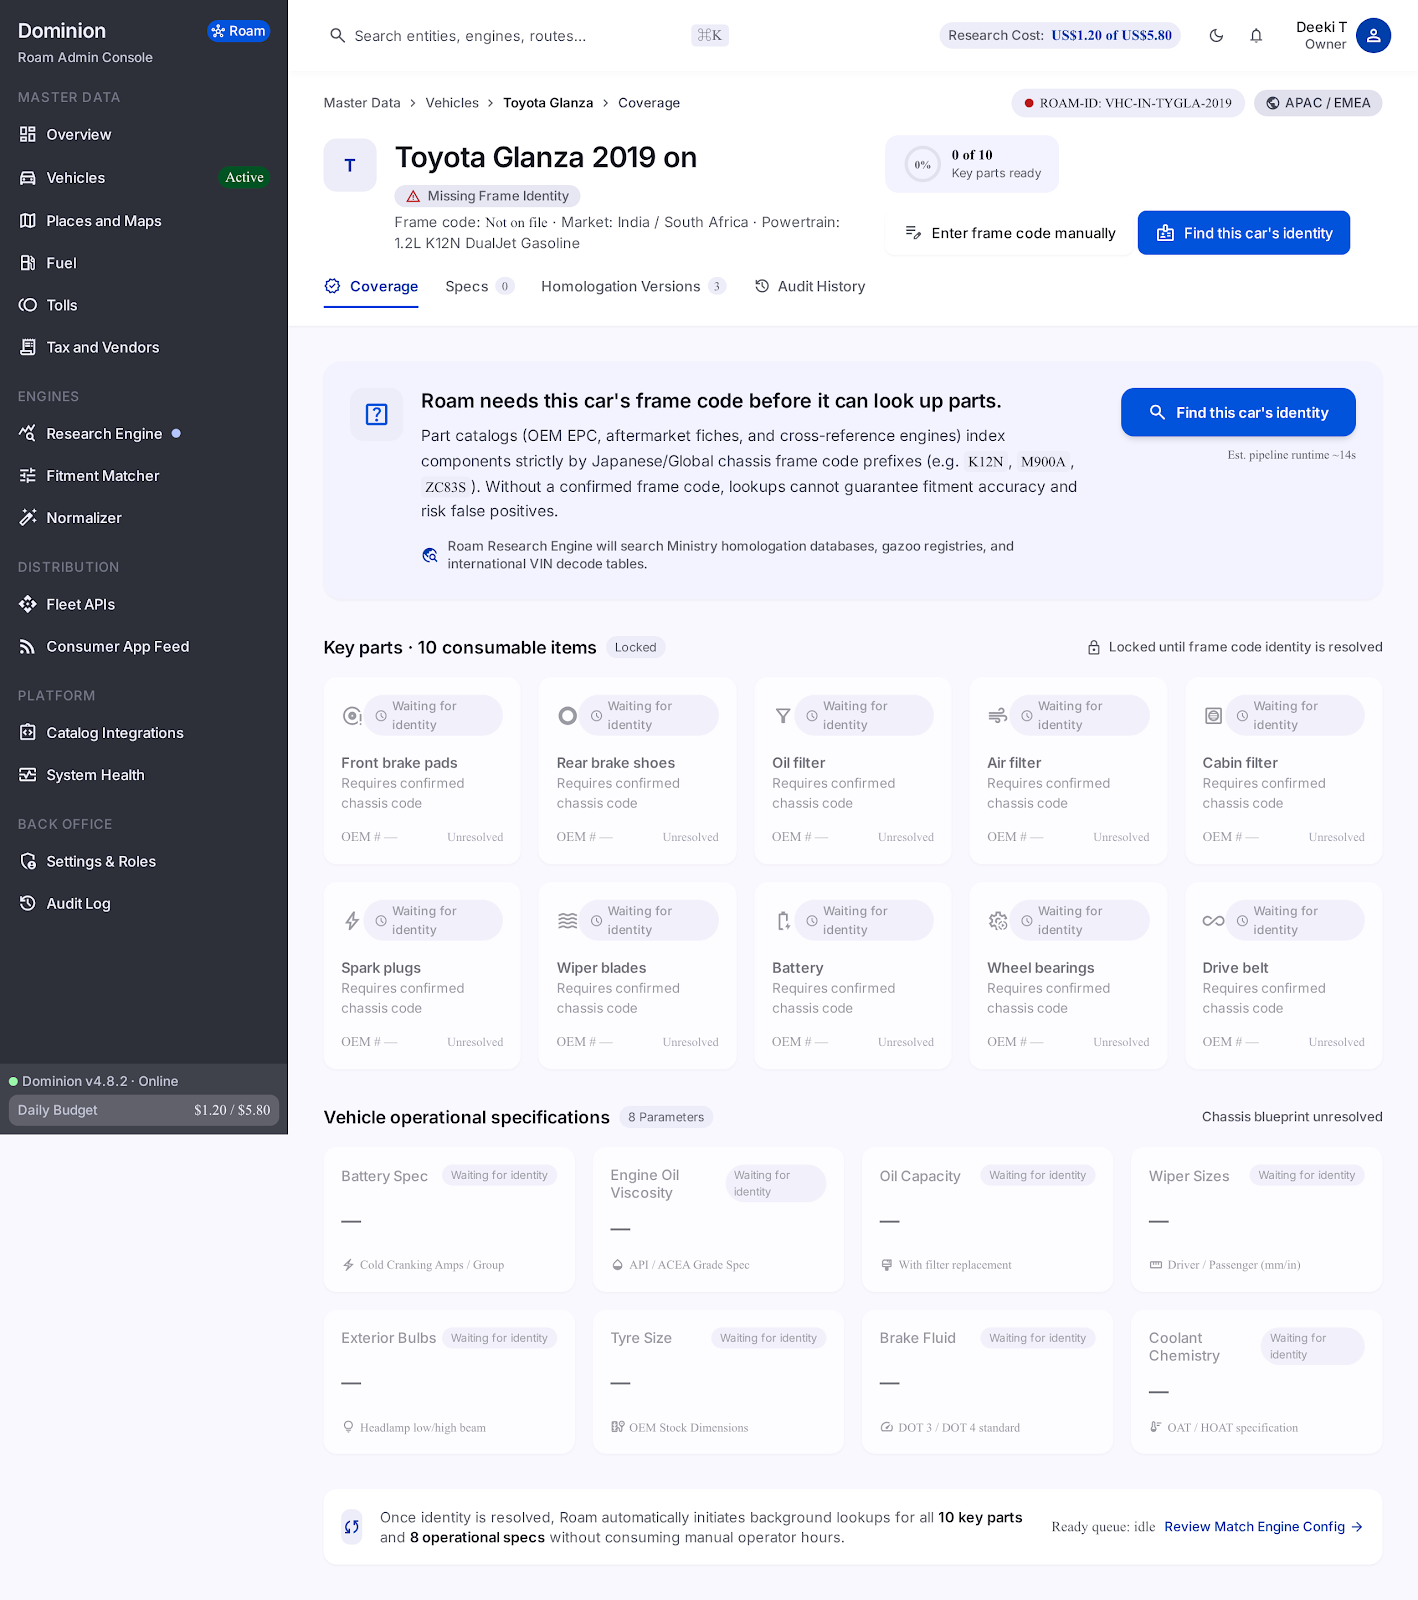 Dominion
Roam
Roam Admin Console
MASTER DATA
Overview
Vehicles
Active
Places and Maps
Fuel
Tolls
Tax and Vendors
ENGINES
Research Engine
Fitment Matcher
Normalizer
DISTRIBUTION
Fleet APIs
Consumer App Feed
PLATFORM
Catalog Integrations
System Health
BACK OFFICE
Settings & Roles
Audit Log
Dominion v4.8.2 · Online
Daily Budget
$1.20 / $5.80
Search entities, engines, routes...
⌘K
Research Cost: US$1.20 of US$5.80
Deeki T
Owner
Master Data > Vehicles > Toyota Glanza > Coverage
ROAM-ID: VHC-IN-TYGLA-2019
APAC / EMEA
T
Toyota Glanza 2019 on
Missing Frame Identity
Frame code: Not on file · Market: India / South Africa · Powertrain:
1.2L K12N DualJet Gasoline
0%
0 of 10
Key parts ready
Enter frame code manually
Find this car's identity
Coverage
Specs 0
Homologation Versions 3
Audit History
Roam needs this car's frame code before it can look up parts.
Part catalogs (OEM EPC, aftermarket fiches, and cross-reference engines) index
components strictly by Japanese/Global chassis frame code prefixes (e.g. K12N , M900A ,
ZC83S ). Without a confirmed frame code, lookups cannot guarantee fitment accuracy and
risk false positives.
Roam Research Engine will search Ministry homologation databases, gazoo registries, and
international VIN decode tables.
Find this car's identity
Est. pipeline runtime ~14s
Key parts · 10 consumable items
Locked
Locked until frame code identity is resolved
Waiting for
identity
Front brake pads
Requires confirmed
chassis code
OEM # —
Unresolved
Waiting for
identity
Rear brake shoes
Requires confirmed
chassis code
OEM # —
Unresolved
Waiting for
identity
Oil filter
Requires confirmed
chassis code
OEM # —
Unresolved
Waiting for
identity
Air filter
Requires confirmed
chassis code
OEM # —
Unresolved
Waiting for
identity
Cabin filter
Requires confirmed
chassis code
OEM # —
Unresolved
Waiting for
identity
Spark plugs
Requires confirmed
chassis code
OEM # —
Unresolved
Waiting for
identity
Wiper blades
Requires confirmed
chassis code
OEM # —
Unresolved
Waiting for
identity
Battery
Requires confirmed
chassis code
OEM # —
Unresolved
Waiting for
identity
Wheel bearings
Requires confirmed
chassis code
OEM # —
Unresolved
Waiting for
identity
Drive belt
Requires confirmed
chassis code
OEM # —
Unresolved
Vehicle operational specifications
8 Parameters
Chassis blueprint unresolved
Battery Spec
Waiting for identity
—
Cold Cranking Amps / Group
Engine Oil
Viscosity
Waiting for
identity
—
API / ACEA Grade Spec
Oil Capacity
Waiting for identity
—
With filter replacement
Wiper Sizes
Waiting for identity
—
Driver / Passenger (mm/in)
Exterior Bulbs
Waiting for identity
—
Headlamp low/high beam
Tyre Size
Waiting for identity
—
OEM Stock Dimensions
Brake Fluid
Waiting for identity
—
DOT 3 / DOT 4 standard
Coolant
Chemistry
Waiting for
identity
—
OAT / HOAT specification
Once identity is resolved, Roam automatically initiates background lookups for all 10 key parts
and 8 operational specs without consuming manual operator hours.
Ready queue: idle
Review Match Engine Config →